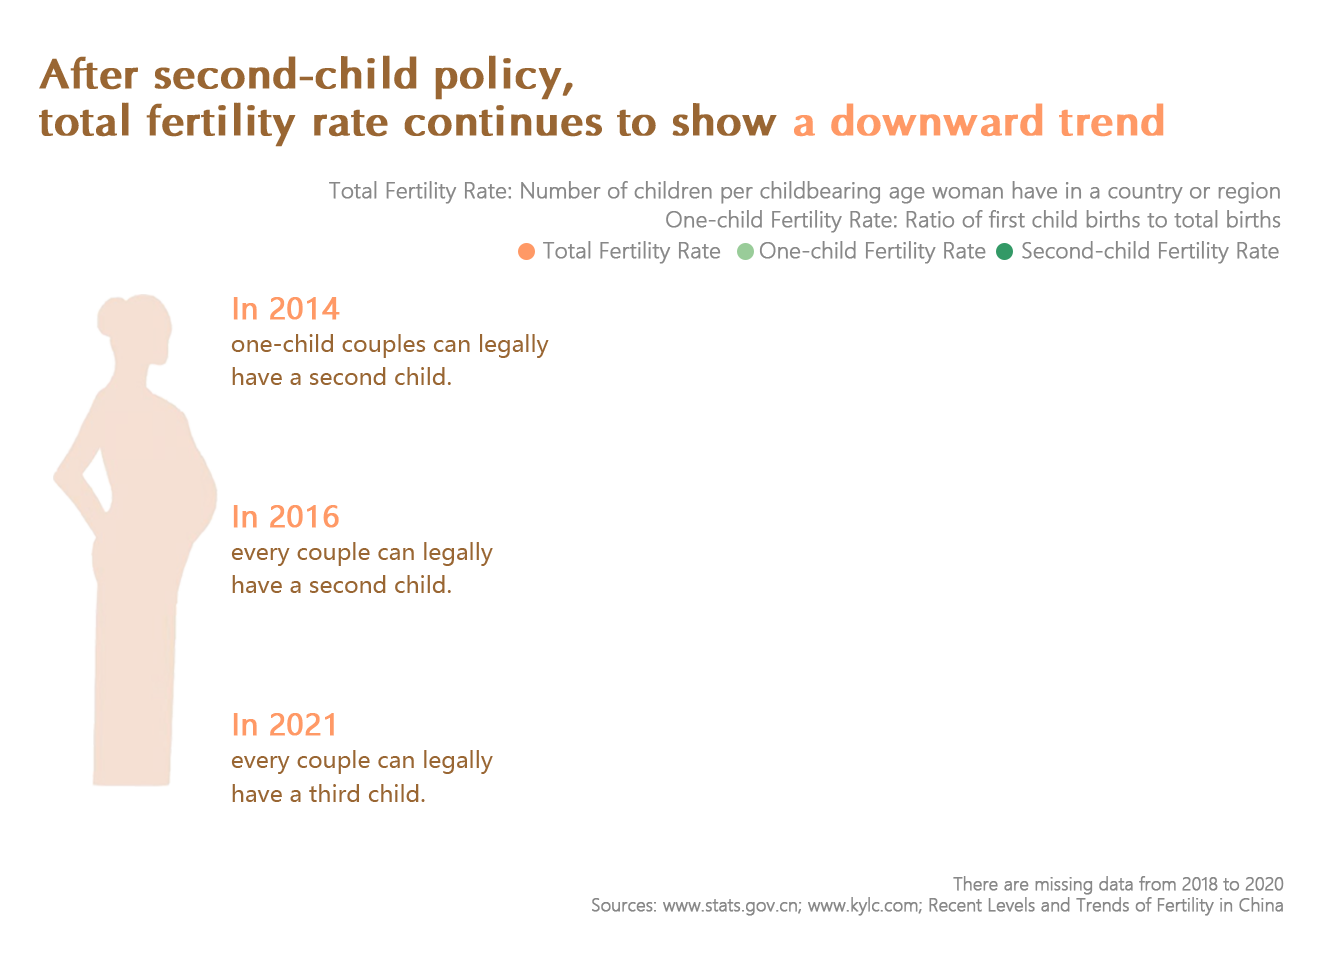 After second-child policy,
total fertility rate continues to show a downward trend
Total Fertility Rate: Number of children per childbearing age woman have in a country or region
One-child Fertility Rate: Ratio of first child births to total births
Total Fertility Rate One-child Fertility Rate Second-child Fertility Rate
In 2014
one-child couples can legally
have a second child.
In 2016
every couple can legally
have a second child.
In 2021
every couple can legally
have a third child.
There are missing data from 2018 to 2020
Sources: www.stats.gov.cn; www.kylc.com; Recent Levels and Trends of Fertility in China